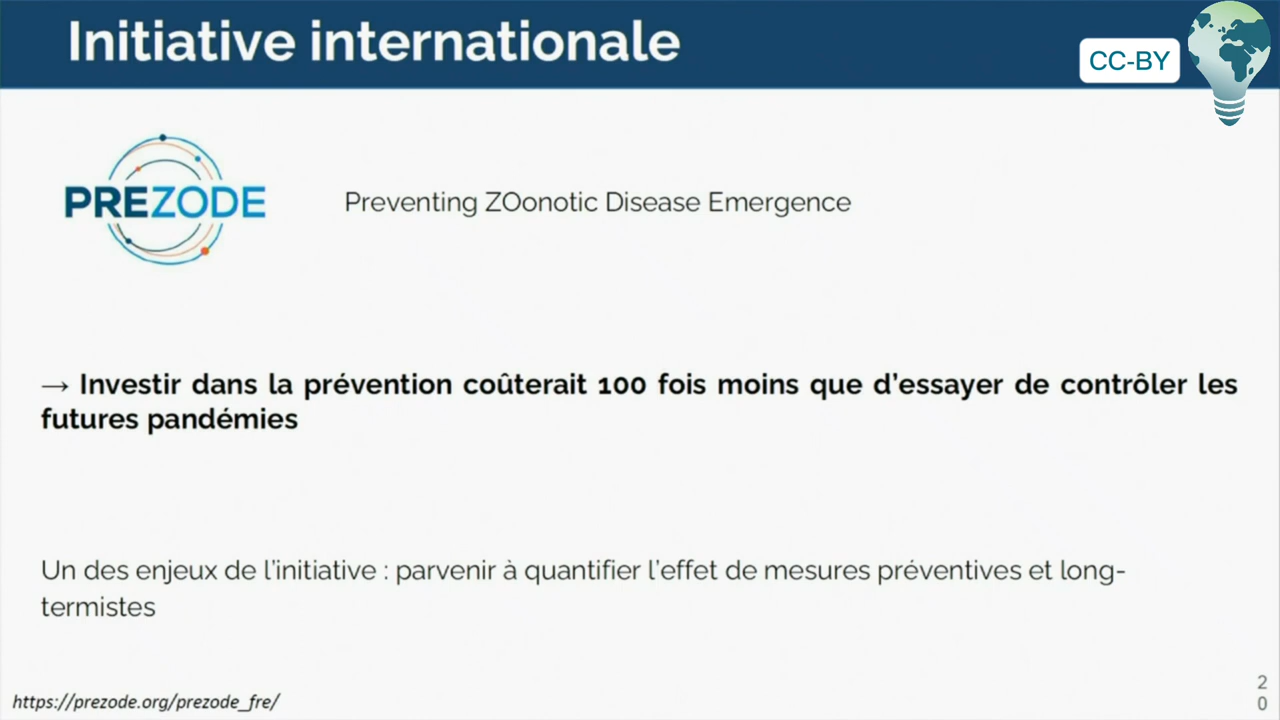 Initiative internationale
CC-BY
PREZODE
Preventing ZOonotic Disease Emergence
→ Investir dans la prévention coûterait 100 fois moins que d'essayer de contrôler les
futures pandémies
Un des enjeux de l'initiative : parvenir à quantifier l'effet de mesures préventives et long-
termistes
https://prezode.org/prezode_fre/
2
0